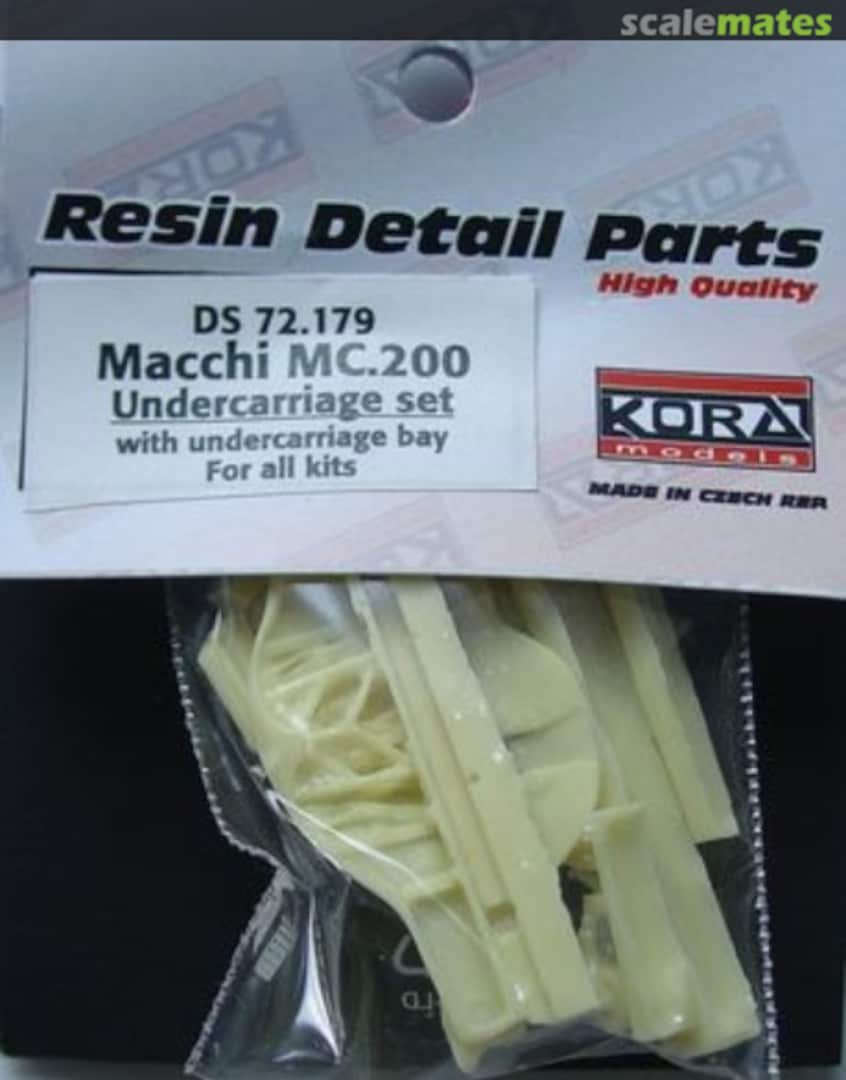 scalemates
Resin Detail Parts
High Quality
DS 72.179
Macchi MC.200
Undercarriage set
with undercarriage bay
For all kits
KORA
models
MADE IN CZECH REP.